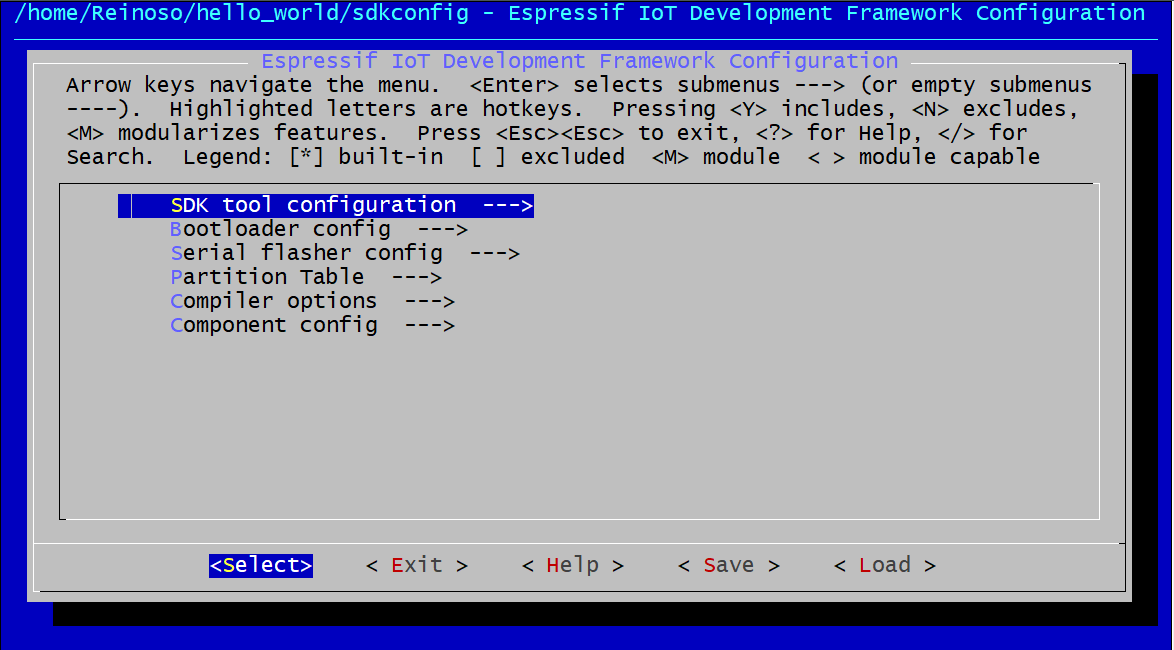 /home/Reinoso/hello_world/sdkconfig - Espressif IoT Development Framework Configuration
Espressif IoT Development Framework Configuration
Arrow keys navigate the menu.  <Enter> selects submenus ---> (or empty submenus
----).  Highlighted letters are hotkeys.  Pressing <Y> includes, <N> excludes,
<M> modularizes features.  Press <Esc><Esc> to exit, <?> for Help, </> for
Search.  Legend: [*] built-in  [ ] excluded  <M> module  < > module capable
SDK tool configuration  --->
Bootloader config  --->
Serial flasher config  --->
Partition Table  --->
Compiler options  --->
Component config  --->
<Select>    < Exit >    < Help >    < Save >    < Load >